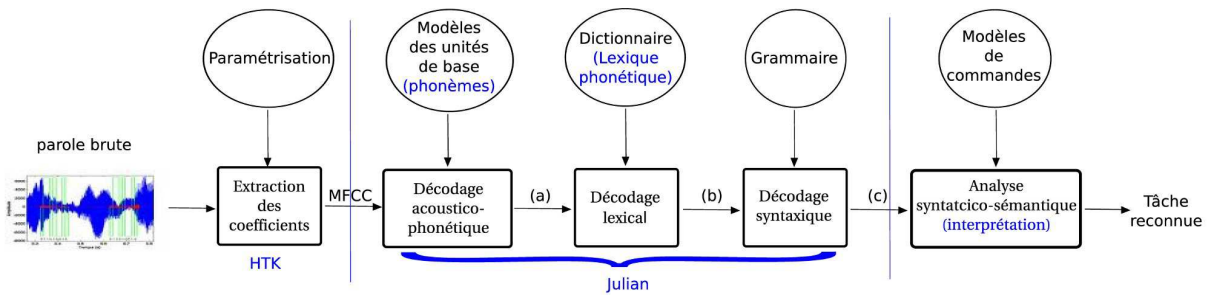 Paramétrisation
Modèles
des unités
de base
(phonèmes)
Dictionnaire
(Lexique
phonétique)
Grammaire
Modèles
de
commandes
parole brute
Extraction
des
coefficients
MFCC
Décodage
acoustico-
phonétique
(a)
Décodage
lexical
(b)
Décodage
syntaxique
(c)
Analyse
syntatcico-sémantique
(interprétation)
Tâche
reconnue
HTK
Julian